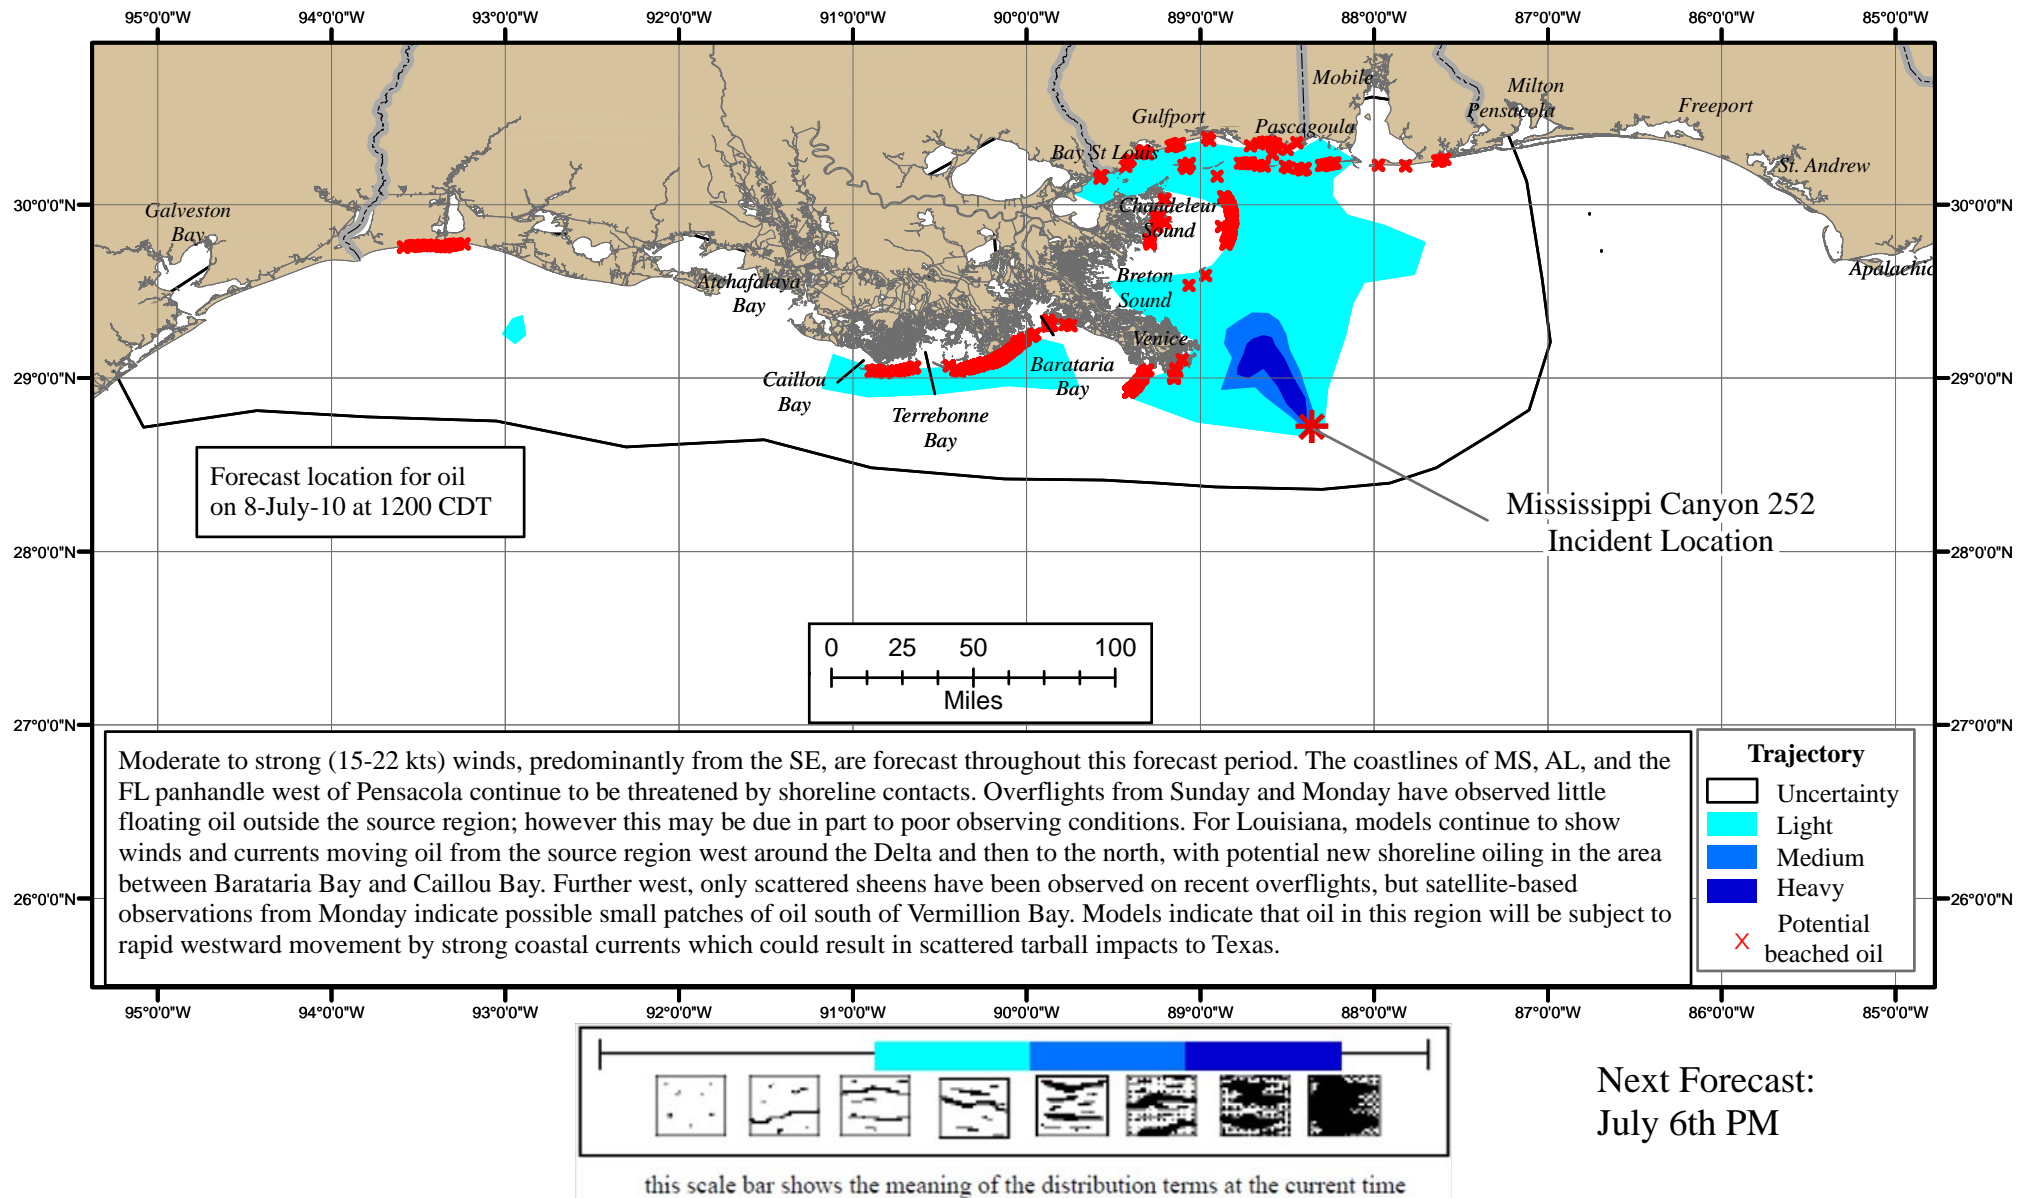 95°0'0"W 94°0'0"W 93°0'0"W 92°0'0"W 91°0'0"W 90°0'0"W 89°0'0"W 88°0'0"W 87°0'0"W 86°0'0"W 85°0'0"W
Mobile
Milton
Pensacola
Freeport
Gulfport
Pascagoula
Bay St Louis
St. Andrew
30°0'0"N
30°0'0"N
Galveston
Bay
Chandeleur
Sound
Apalachic
Atchafalaya
Bay
Breton
Sound
Venice
29°0'0"N
29°0'0"N
Caillou
Bay
Barataria
Bay
Terrebonne
Bay
Forecast location for oil
on 8-July-10 at 1200 CDT
Mississippi Canyon 252
Incident Location
28°0'0"N
28°0'0"N
0 25 50 100
Miles
27°0'0"N
27°0'0"N
Moderate to strong (15-22 kts) winds, predominantly from the SE, are forecast throughout this forecast period. The coastlines of MS, AL, and the
FL panhandle west of Pensacola continue to be threatened by shoreline contacts. Overflights from Sunday and Monday have observed little
floating oil outside the source region; however this may be due in part to poor observing conditions. For Louisiana, models continue to show
winds and currents moving oil from the source region west around the Delta and then to the north, with potential new shoreline oiling in the area
between Barataria Bay and Caillou Bay. Further west, only scattered sheens have been observed on recent overflights, but satellite-based
observations from Monday indicate possible small patches of oil south of Vermillion Bay. Models indicate that oil in this region will be subject to
rapid westward movement by strong coastal currents which could result in scattered tarball impacts to Texas.
Trajectory
Uncertainty
Light
Medium
Heavy
Potential
beached oil
26°0'0"N
26°0'0"N
95°0'0"W 94°0'0"W 93°0'0"W 92°0'0"W 91°0'0"W 90°0'0"W 89°0'0"W 88°0'0"W 87°0'0"W 86°0'0"W 85°0'0"W
Next Forecast:
July 6th PM
this scale bar shows the meaning of the distribution terms at the current time